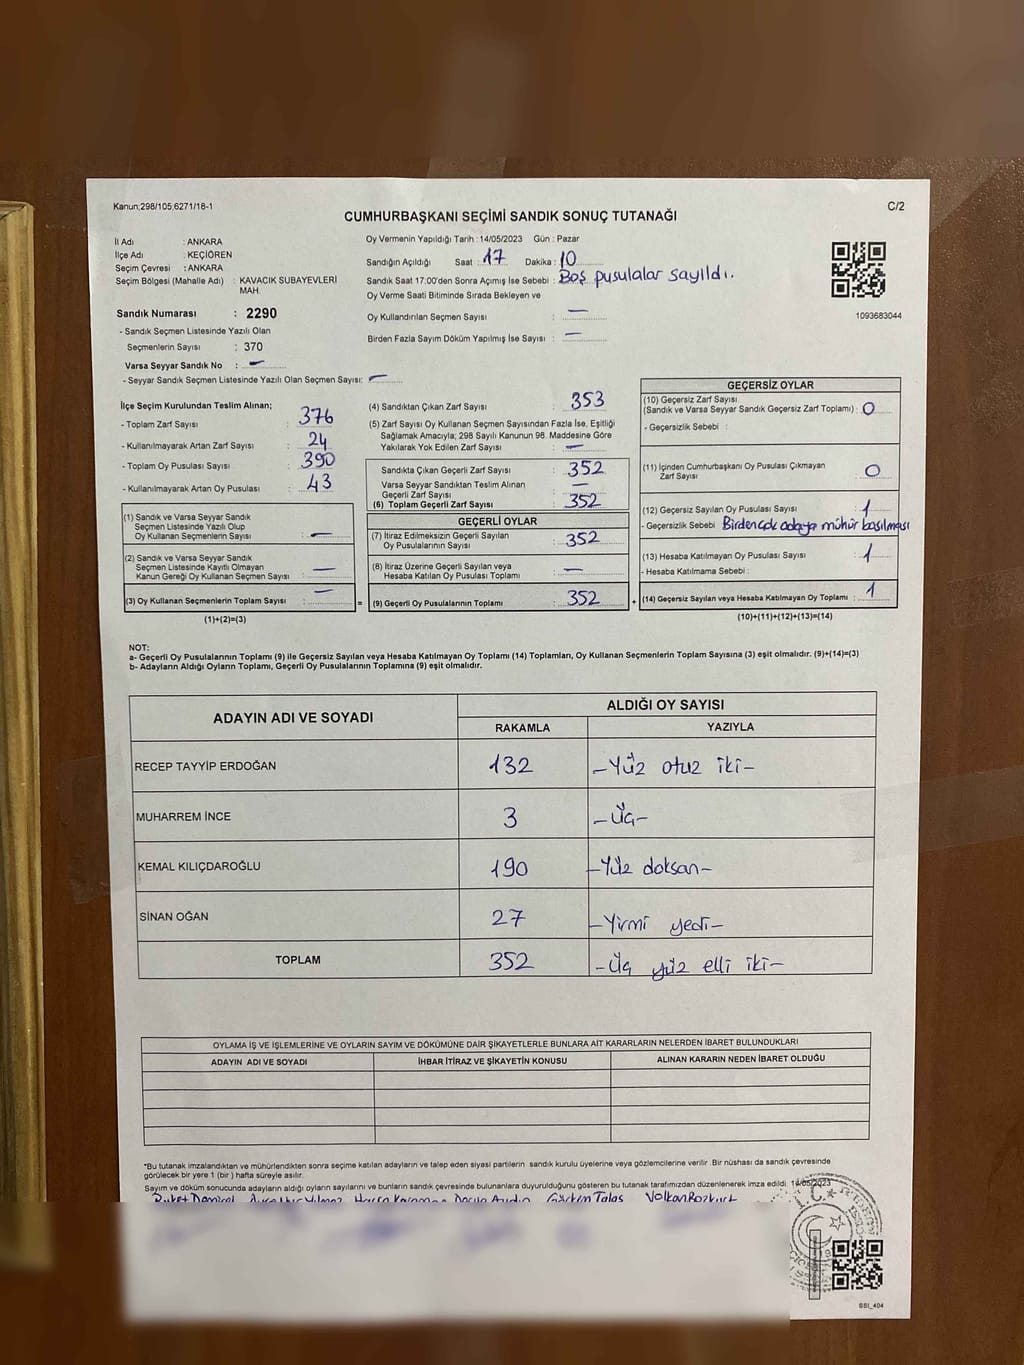 Kanun;298/105;6271/18-1
C/2
CUMHURBAŞKANI SEÇİMİ SANDIK SONUÇ TUTANAĞI
İl Adı : ANKARA
İlçe Adı : KEÇİÖREN
Seçim Çevresi : ANKARA
Seçim Bölgesi (Mahalle Adı) : KAVACIK SUBAYEVLERİ
MAH.
Sandık Numarası : 2290
- Sandık Seçmen Listesinde Yazılı Olan
Seçmenlerin Sayısı : 370
Varsa Seyyar Sandık No : —
- Seyyar Sandık Seçmen Listesinde Yazılı Olan Seçmen Sayısı: —
Oy Vermenin Yapıldığı Tarih :14/05/2023 Gün : Pazar
Sandığın Açıldığı Saat : 17 Dakika : 10
Sandık Saat 17.00'den Sonra Açımış İse Sebebi : Boş pusulalar sayıldı.
Oy Verme Saati Bitiminde Sırada Bekleyen ve
Oy Kullandırılan Seçmen Sayısı : —
Birden Fazla Sayım Döküm Yapılmış İse Sayısı : —
1093683044
İlçe Seçim Kurulundan Teslim Alınan;
- Toplam Zarf Sayısı : 376
- Kullanılmayarak Artan Zarf Sayısı : 24
- Toplam Oy Pusulası Sayısı : 390
- Kullanılmayarak Artan Oy Pusulası : 43
(1) Sandık ve Varsa Seyyar Sandık
Seçmen Listesinde Yazılı Olup
Oy Kullanan Seçmenlerin Sayısı : —
(2) Sandık ve Varsa Seyyar Sandık
Seçmen Listesinde Kayıtlı Olmayan
Kanun Gereği Oy Kullanan Seçmen Sayısı : —
(3) Oy Kullanan Seçmenlerin Toplam Sayısı : —
(1)+(2)=(3)
(4) Sandıktan Çıkan Zarf Sayısı : 353
(5) Zarf Sayısı Oy Kullanan Seçmen Sayısından Fazla İse, Eşitliği
Sağlamak Amacıyla; 298 Sayılı Kanunun 98. Maddesine Göre
Yakılarak Yok Edilen Zarf Sayısı : —
Sandıkta Çıkan Geçerli Zarf Sayısı : 352
Varsa Seyyar Sandıktan Teslim Alınan
Geçerli Zarf Sayısı : —
(6) Toplam Geçerli Zarf Sayısı : 352
GEÇERLİ OYLAR
(7) İtiraz Edilmeksizin Geçerli Sayılan
Oy Pusulalarının Sayısı : 352
(8) İtiraz Üzerine Geçerli Sayılan veya
Hesaba Katılan Oy Pusulası Toplamı : —
= (9) Geçerli Oy Pusulalarının Toplamı : 352
GEÇERSİZ OYLAR
(10) Geçersiz Zarf Sayısı
(Sandık ve Varsa Seyyar Sandık Geçersiz Zarf Toplamı) : 0
- Geçersizlik Sebebi :
(11) İçinden Cumhurbaşkanı Oy Pusulası Çıkmayan
Zarf Sayısı : 0
(12) Geçersiz Sayılan Oy Pusulası Sayısı : 1
- Geçersizlik Sebebi : Birden çok adaya mühür basılması
(13) Hesaba Katılmayan Oy Pusulası Sayısı : 1
- Hesaba Katılmama Sebebi :
+ (14) Geçersiz Sayılan veya Hesaba Katılmayan Oy Toplamı : 1
(10)+(11)+(12)+(13)=(14)
NOT:
a- Geçerli Oy Pusulalarının Toplamı (9) ile Geçersiz Sayılan veya Hesaba Katılmayan Oy Toplamı (14) Toplamları, Oy Kullanan Seçmenlerin Toplam Sayısına (3) eşit olmalıdır. (9)+(14)=(3)
b- Adayların Aldığı Oyların Toplamı, Geçerli Oy Pusulalarının Toplamına (9) eşit olmalıdır.
ADAYIN ADI VE SOYADI
ALDIĞI OY SAYISI
RAKAMLA YAZIYLA
RECEP TAYYİP ERDOĞAN 132 –Yüz otuz iki–
MUHARREM İNCE 3 –Üç–
KEMAL KILIÇDAROĞLU 190 –Yüz doksan–
SİNAN OĞAN 27 –Yirmi yedi–
TOPLAM 352 –Üç yüz elli iki–
OYLAMA İŞ VE İŞLEMLERİNE VE OYLARIN SAYIM VE DÖKÜMÜNE DAİR ŞİKAYETLERLE BUNLARA AİT KARARLARIN NELERDEN İBARET BULUNDUKLARI
ADAYIN ADI VE SOYADI İHBAR İTİRAZ VE ŞİKAYETİN KONUSU ALINAN KARARIN NEDEN İBARET OLDUĞU
*Bu tutanak imzalandıktan ve mühürlendikten sonra seçime katılan adayların ve talep eden siyasi partilerin sandık kurulu üyelerine veya gözlemcilerine verilir. Bir nüshası da sandık çevresinde
görülecek bir yere 1 (bir ) hafta süreyle asılır.
Sayım ve döküm sonucunda adayların aldığı oyların sayılarını ve bunların sandık çevresinde bulunanlara duyurulduğunu gösteren bu tutanak tarafımızdan düzenlenerek imza edildi. 14/05/2023
Görkem Talas Volkan Bozkurt
T.C.
SSI_404